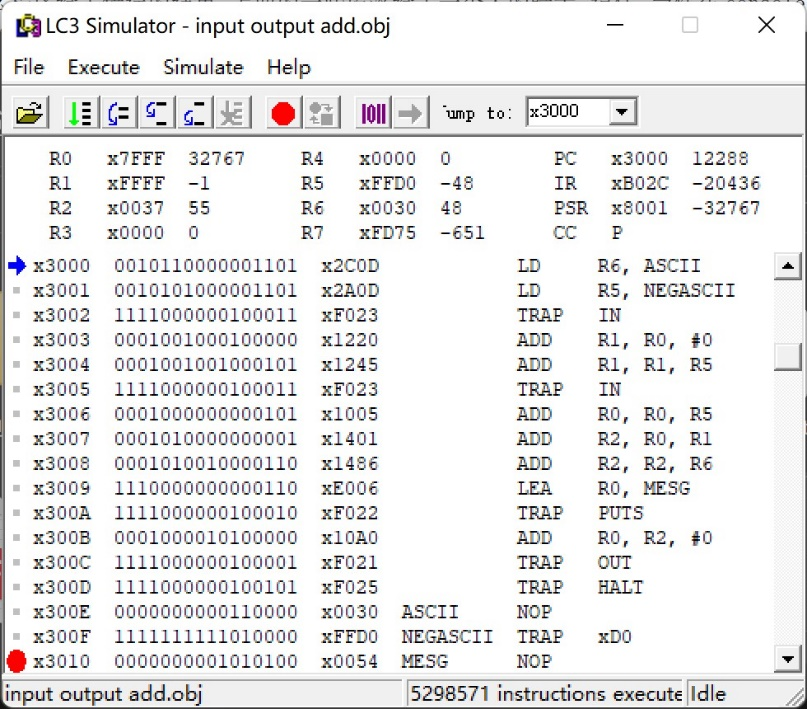 LC3 Simulator - input output add.obj
File Execute Simulate Help
ump to: x3000
R0 x7FFF 32767 R4 x0000 0 PC x3000 12288
R1 xFFFF -1 R5 xFFD0 -48 IR xB02C -20436
R2 x0037 55 R6 x0030 48 PSR x8001 -32767
R3 x0000 0 R7 xFD75 -651 CC P
x3000 0010110000001101 x2C0D LD R6, ASCII
x3001 0010101000001101 x2A0D LD R5, NEGASCII
x3002 1111000000100011 xF023 TRAP IN
x3003 0001001000100000 x1220 ADD R1, R0, #0
x3004 0001001001000101 x1245 ADD R1, R1, R5
x3005 1111000000100011 xF023 TRAP IN
x3006 0001000000000101 x1005 ADD R0, R0, R5
x3007 0001010000000001 x1401 ADD R2, R0, R1
x3008 0001010010000110 x1486 ADD R2, R2, R6
x3009 1110000000000110 xE006 LEA R0, MESG
x300A 1111000000100010 xF022 TRAP PUTS
x300B 0001000010100000 x10A0 ADD R0, R2, #0
x300C 1111000000100001 xF021 TRAP OUT
x300D 1111000000100101 xF025 TRAP HALT
x300E 0000000000110000 x0030 ASCII NOP
x300F 1111111111010000 xFFD0 NEGASCII TRAP xD0
x3010 0000000001010100 x0054 MESG NOP
input output add.obj 5298571 instructions execute Idle